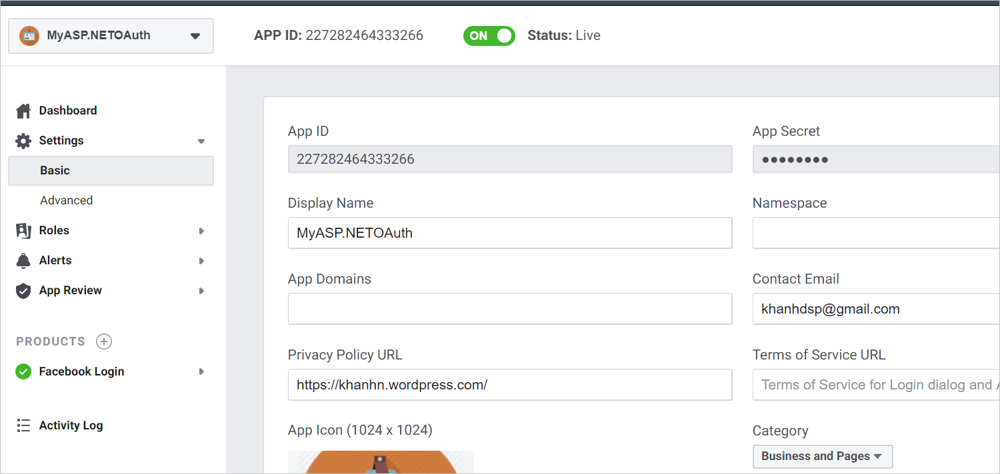 MyASP.NETOAuth
APP ID: 227282464333266
ON
Status: Live
Dashboard
Settings
Basic
Advanced
Roles
Alerts
App Review
PRODUCTS
Facebook Login
Activity Log
App ID
App Secret
227282464333266
••••••••
Display Name
Namespace
MyASP.NETOAuth
App Domains
Contact Email
khanhdsp@gmail.com
Privacy Policy URL
Terms of Service URL
https://khanhn.wordpress.com/
Terms of Service for Login dialog and
App Icon (1024 x 1024)
Category
Business and Pages